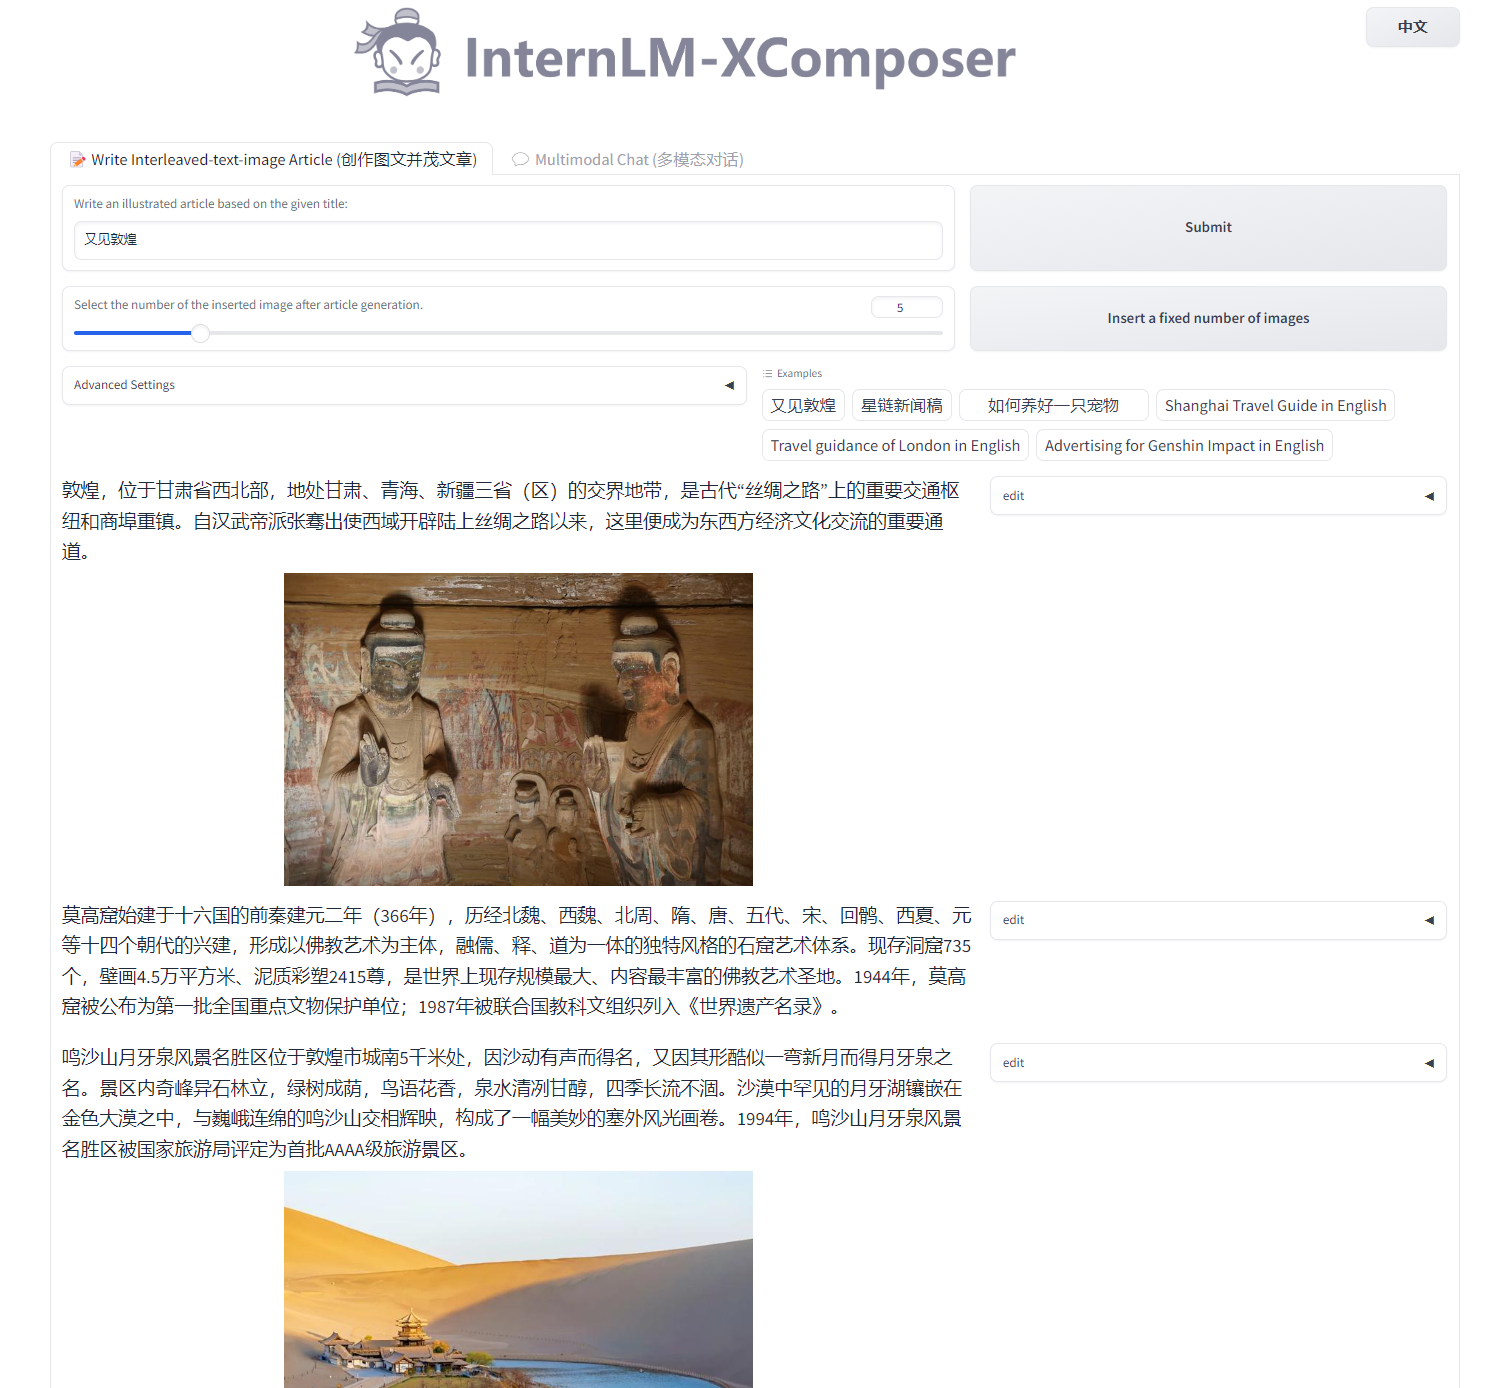 InternLM-XComposer
中文
Write Interleaved-text-image Article (创作图文并茂文章)
Multimodal Chat (多模态对话)
Write an illustrated article based on the given title:
又见敦煌
Submit
Select the number of the inserted image after article generation.
5
Insert a fixed number of images
Advanced Settings
Examples
又见敦煌
星链新闻稿
如何养好一只宠物
Shanghai Travel Guide in English
Travel guidance of London in English
Advertising for Genshin Impact in English
敦煌，位于甘肃省西北部，地处甘肃、青海、新疆三省（区）的交界地带，是古代“丝绸之路”上的重要交通枢
纽和商埠重镇。自汉武帝派张骞出使西域开辟陆上丝绸之路以来，这里便成为东西方经济文化交流的重要通
道。
edit
莫高窟始建于十六国的前秦建元二年（366年），历经北魏、西魏、北周、隋、唐、五代、宋、回鹘、西夏、元
等十四个朝代的兴建，形成以佛教艺术为主体，融儒、释、道为一体的独特风格的石窟艺术体系。现存洞窟735
个，壁画4.5万平方米、泥质彩塑2415尊，是世界上现存规模最大、内容最丰富的佛教艺术圣地。1944年，莫高
窟被公布为第一批全国重点文物保护单位；1987年被联合国教科文组织列入《世界遗产名录》。
edit
鸣沙山月牙泉风景名胜区位于敦煌市城南5千米处，因沙动有声而得名，又因其形酷似一弯新月而得月牙泉之
名。景区内奇峰异石林立，绿树成荫，鸟语花香，泉水清冽甘醇，四季长流不涸。沙漠中罕见的月牙湖镶嵌在
金色大漠之中，与巍峨连绵的鸣沙山交相辉映，构成了一幅美妙的塞外风光画卷。1994年，鸣沙山月牙泉风景
名胜区被国家旅游局评定为首批AAAA级旅游景区。
edit